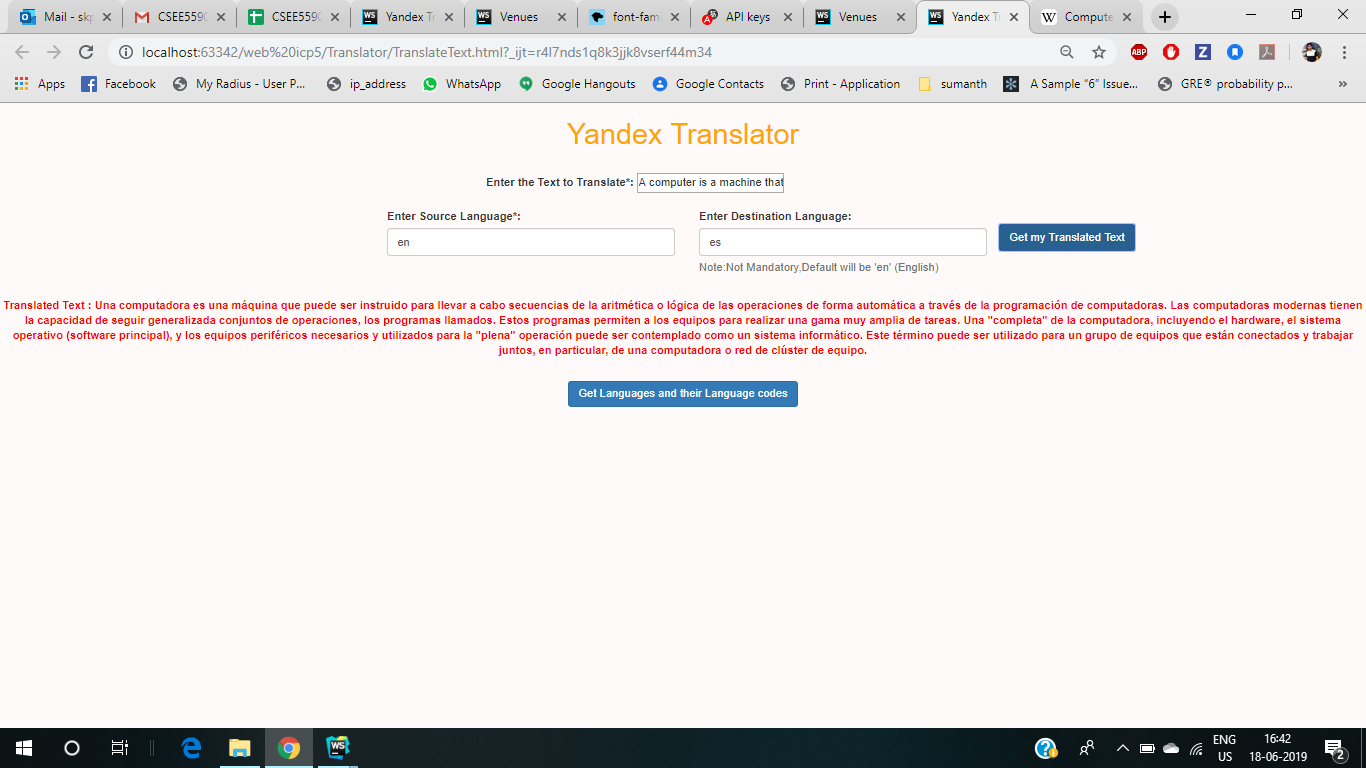 Mail - skp
CSEE5590
CSEE5590
Yandex Tr
Venues
font-fami
API keys
Venues
Yandex Tr
Compute
localhost:63342/web%20icp5/Translator/TranslateText.html?_ijt=r4l7nds1q8k3jjk8vserf44m34
Apps
Facebook
My Radius - User P...
ip_address
WhatsApp
Google Hangouts
Google Contacts
Print - Application
sumanth
A Sample “6” Issue...
GRE® probability p...
»
Yandex Translator
Enter the Text to Translate*: A computer is a machine that
Enter Source Language*:
Enter Destination Language:
en
es
Get my Translated Text
Note:Not Mandatory,Default will be 'en' (English)
Translated Text : Una computadora es una máquina que puede ser instruido para llevar a cabo secuencias de la aritmética o lógica de las operaciones de forma automática a través de la programación de computadoras. Las computadoras modernas tienen
la capacidad de seguir generalizada conjuntos de operaciones, los programas llamados. Estos programas permiten a los equipos para realizar una gama muy amplia de tareas. Una "completa" de la computadora, incluyendo el hardware, el sistema
operativo (software principal), y los equipos periféricos necesarios y utilizados para la "plena" operación puede ser contemplado como un sistema informático. Este término puede ser utilizado para un grupo de equipos que están conectados y trabajar
juntos, en particular, de una computadora o red de clúster de equipo.
Get Languages and their Language codes
ENG
US
16:42
18-06-2019
2